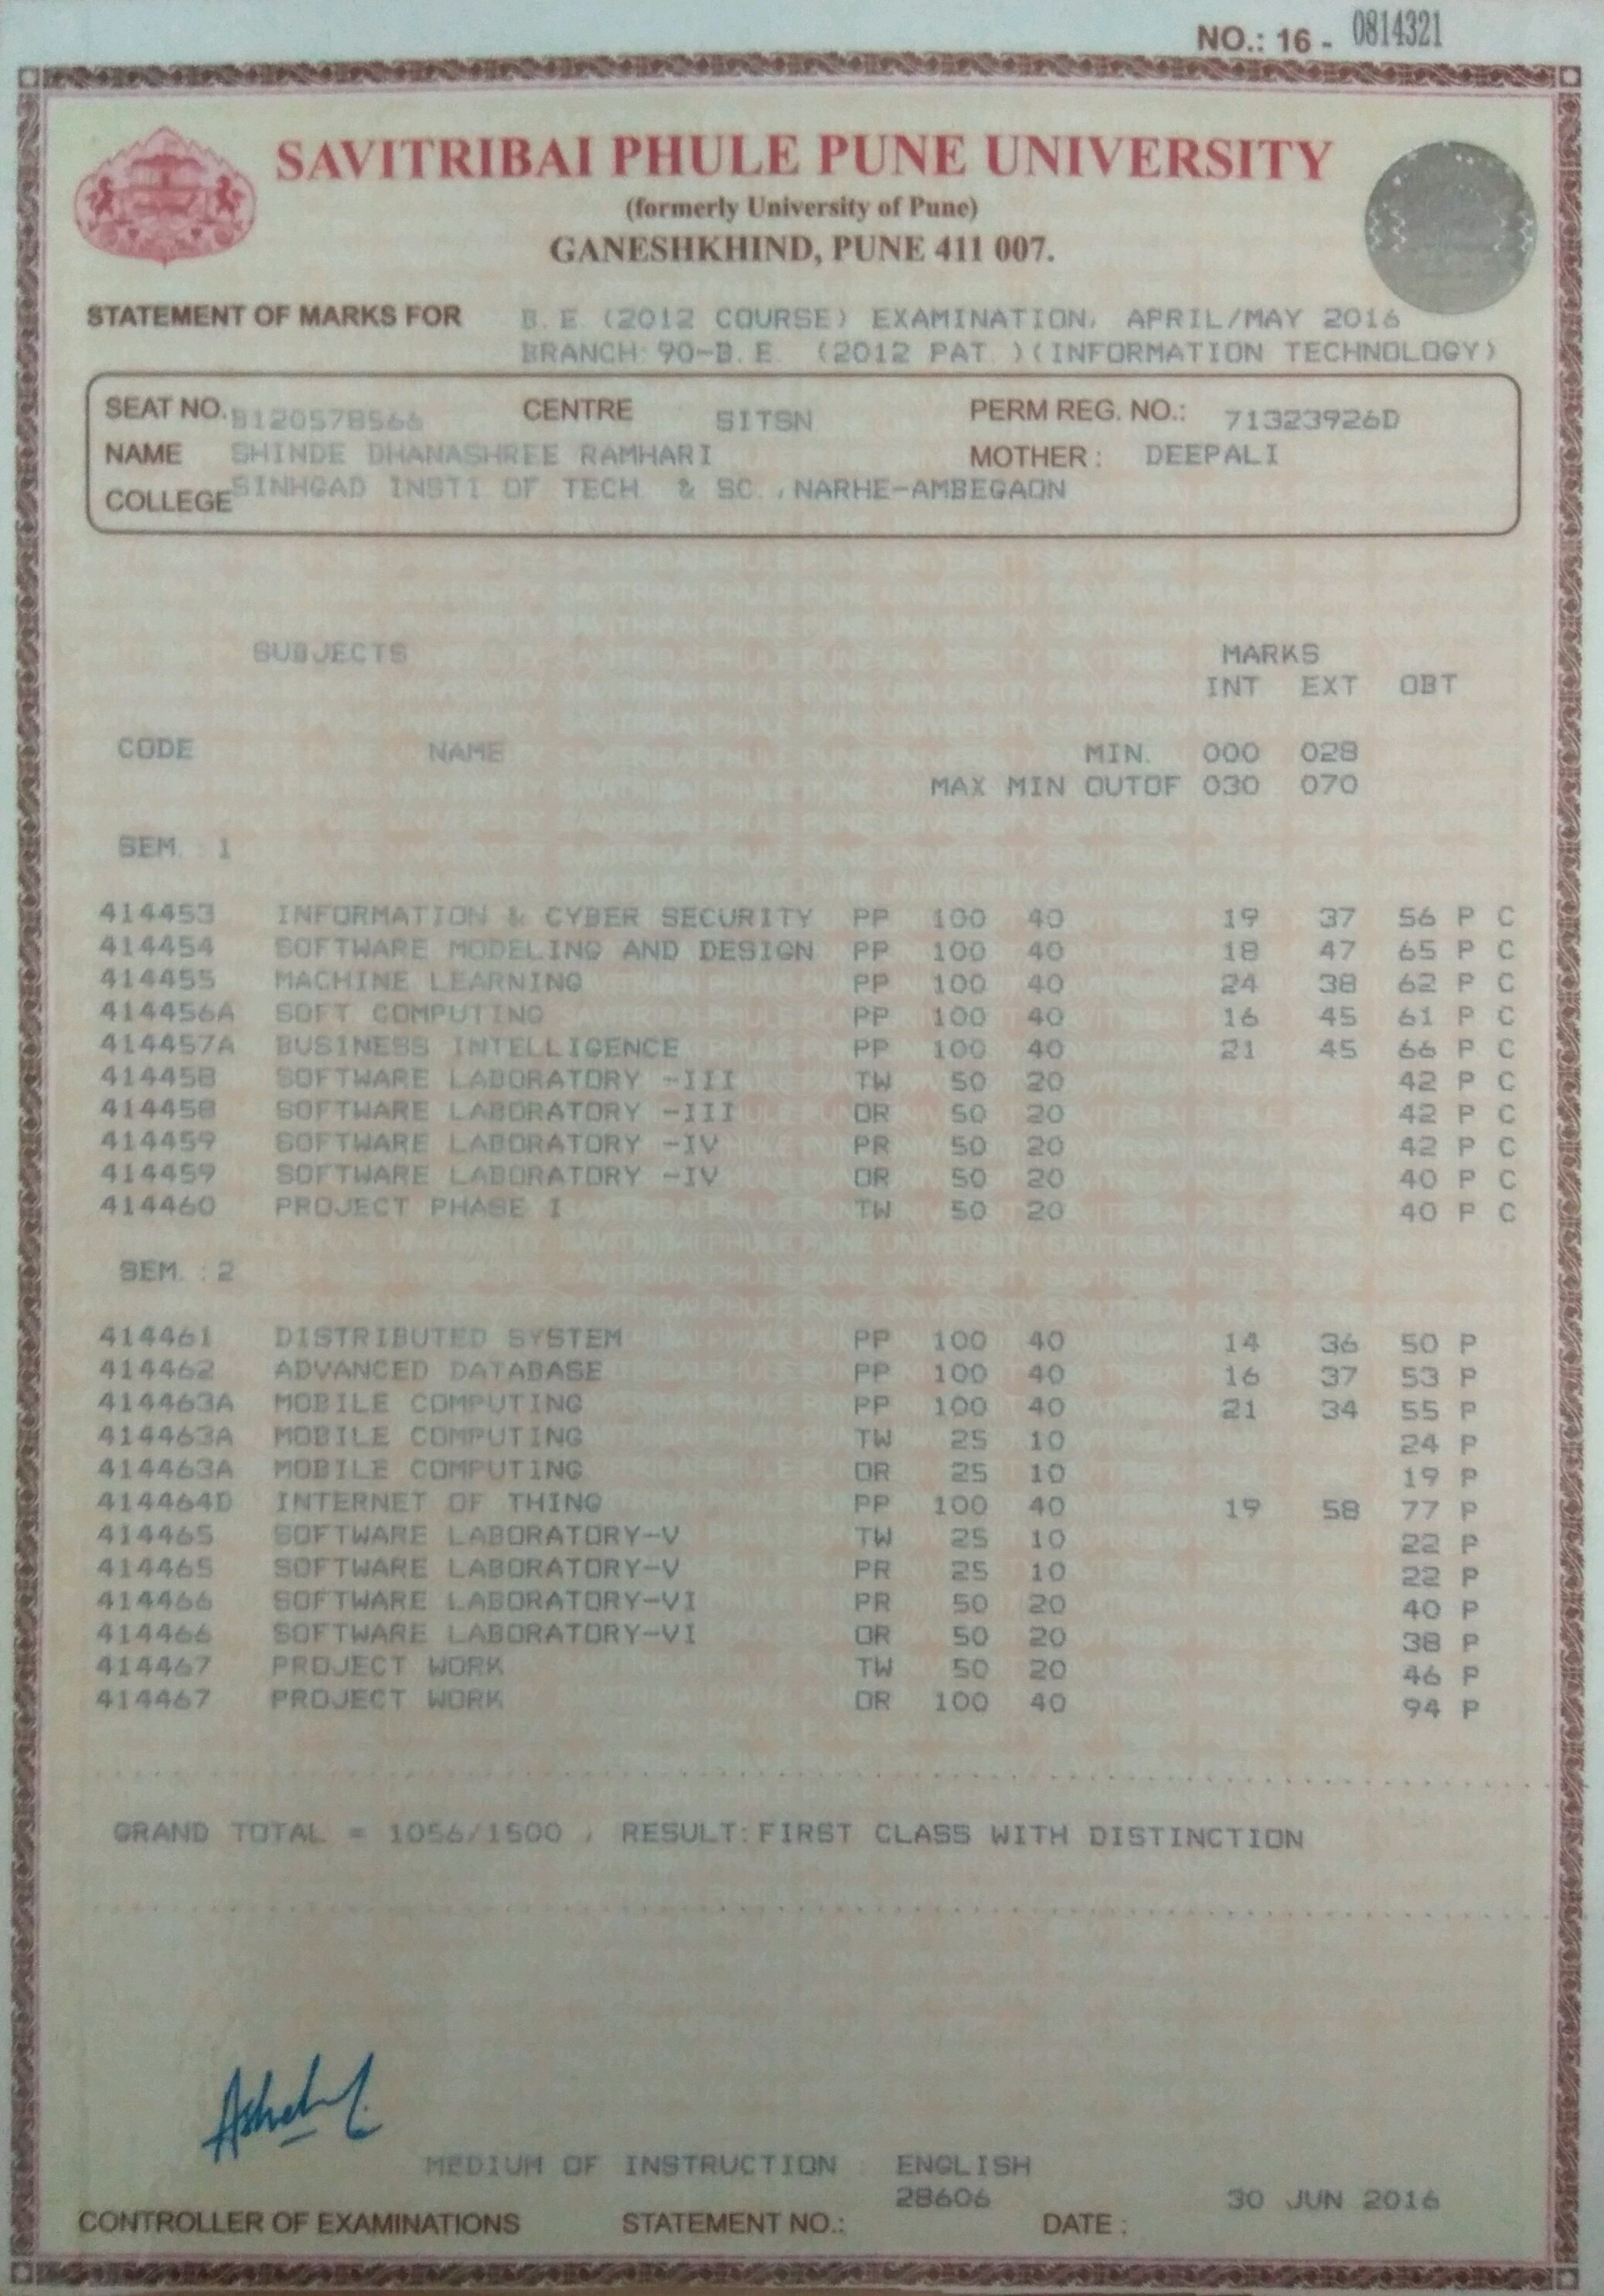 NO.: 16 - 0814321
SAVITRIBAI PHULE PUNE UNIVERSITY
(formerly University of Pune)
GANESHKHIND, PUNE 411 007.
STATEMENT OF MARKS FOR B.E. (2012 COURSE) EXAMINATION, APRIL/MAY 2016
BRANCH: 90-B.E. (2012 PAT.)(INFORMATION TECHNOLOGY)
SEAT NO. B120578566 CENTRE SITSN PERM REG. NO.: 71323926D
NAME SHINDE DHANASHREE RAMHARI MOTHER : DEEPALI
COLLEGE SINHGAD INSTI OF TECH. & SC., NARHE-AMBEGAON
SUBJECTS MARKS
INT EXT OBT
CODE NAME MIN. 000 028
MAX MIN OUTOF 030 070
SEM. : 1
414453 INFORMATION & CYBER SECURITY PP 100 40 19 37 56 P C
414454 SOFTWARE MODELING AND DESIGN PP 100 40 18 47 65 P C
414455 MACHINE LEARNING PP 100 40 24 38 62 P C
414456A SOFT COMPUTING PP 100 40 16 45 61 P C
414457A BUSINESS INTELLIGENCE PP 100 40 21 45 66 P C
414458 SOFTWARE LABORATORY -III TW 50 20 42 P C
414458 SOFTWARE LABORATORY -III OR 50 20 42 P C
414459 SOFTWARE LABORATORY -IV PR 50 20 42 P C
414459 SOFTWARE LABORATORY -IV OR 50 20 40 P C
414460 PROJECT PHASE I TW 50 20 40 P C
SEM. : 2
414461 DISTRIBUTED SYSTEM PP 100 40 14 36 50 P
414462 ADVANCED DATABASE PP 100 40 16 37 53 P
414463A MOBILE COMPUTING PP 100 40 21 34 55 P
414463A MOBILE COMPUTING TW 25 10 24 P
414463A MOBILE COMPUTING OR 25 10 19 P
414464D INTERNET OF THING PP 100 40 19 58 77 P
414465 SOFTWARE LABORATORY-V TW 25 10 22 P
414465 SOFTWARE LABORATORY-V PR 25 10 22 P
414466 SOFTWARE LABORATORY-VI PR 50 20 40 P
414466 SOFTWARE LABORATORY-VI OR 50 20 38 P
414467 PROJECT WORK TW 50 20 46 P
414467 PROJECT WORK OR 100 40 94 P
GRAND TOTAL = 1056/1500 , RESULT: FIRST CLASS WITH DISTINCTION
MEDIUM OF INSTRUCTION : ENGLISH
CONTROLLER OF EXAMINATIONS STATEMENT NO.: 28606 DATE : 30 JUN 2016